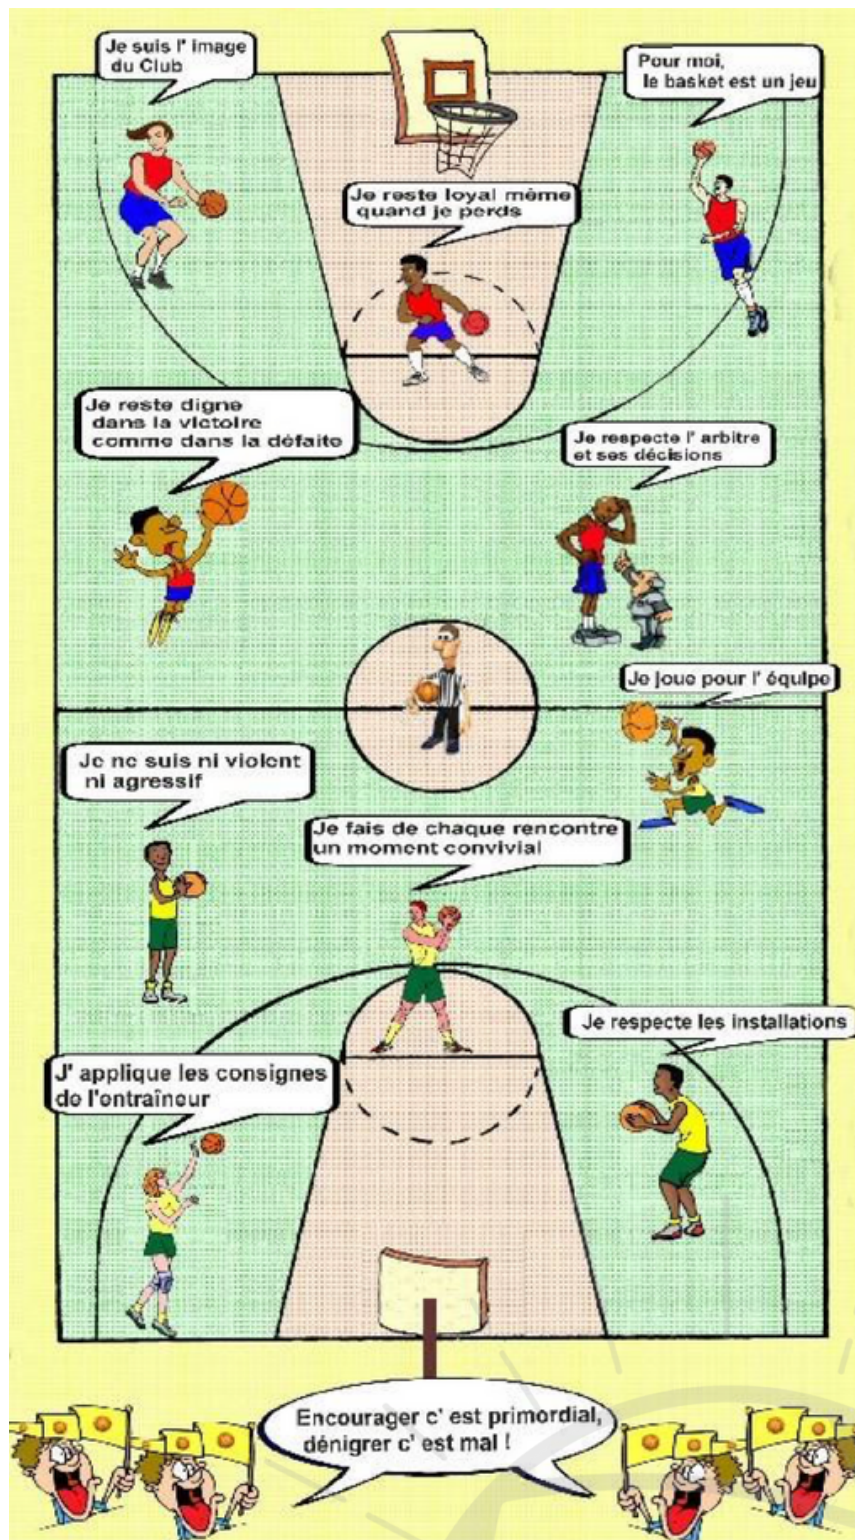 Je suis l' image
du Club
Pour moi,
le basket est un jeu
Je reste loyal même
quand je perds
Je reste digne
dans la victoire
comme dans la défaite
Je respecte l' arbitre
et ses décisions
Je joue pour l' équipe
Je ne suis ni violent
ni agressif
Je fais de chaque rencontre
un moment convivial
Je respecte les installations
J' applique les consignes
de l'entraîneur
Encourager c' est primordial,
dénigrer c' est mal !